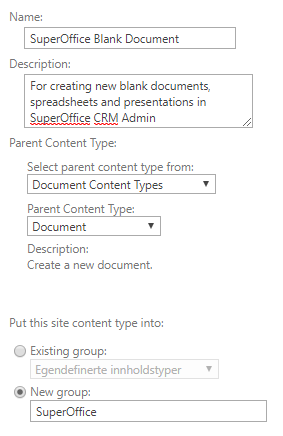 Name:
SuperOffice Blank Document
Description:
For creating new blank documents,
spreadsheets and presentations in
SuperOffice CRM Admin
Parent Content Type:
Select parent content type from:
Document Content Types
Parent Content Type:
Document
Description:
Create a new document.
Put this site content type into:
Existing group:
Egendefinerte innholdstyper
New group:
SuperOffice